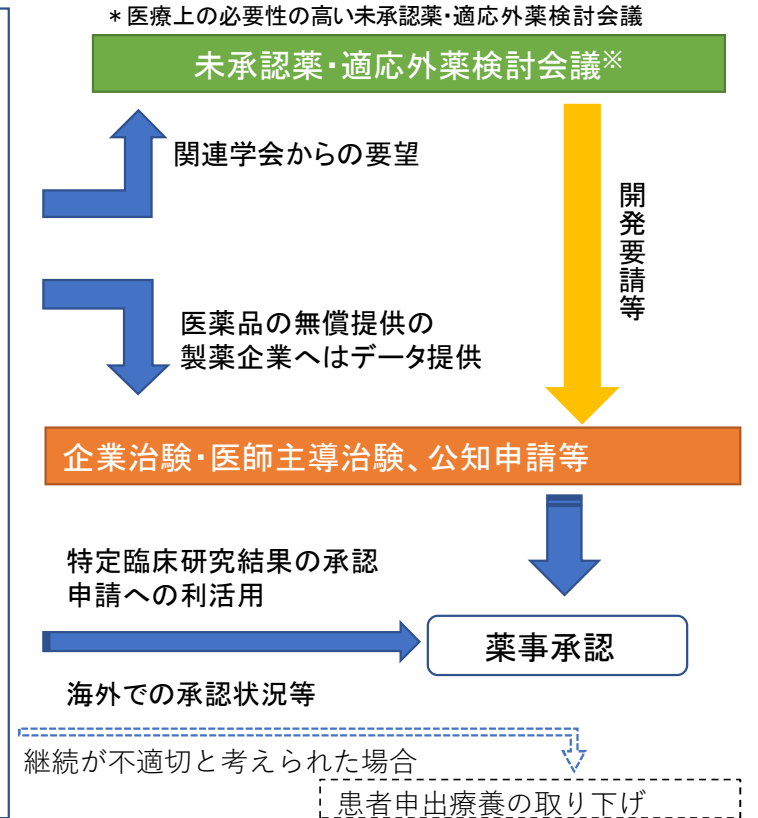 *医療上の必要性の高い未承認薬・適応外薬検討会議
未承認薬・適応外薬検討会議※
関連学会からの要望
開発要請等
医薬品の無償提供の
製薬企業へはデータ提供
企業治験・医師主導治験、公知申請等
特定臨床研究結果の承認
申請への利活用
薬事承認
海外での承認状況等
継続が不適切と考えられた場合
患者申出療養の取り下げ